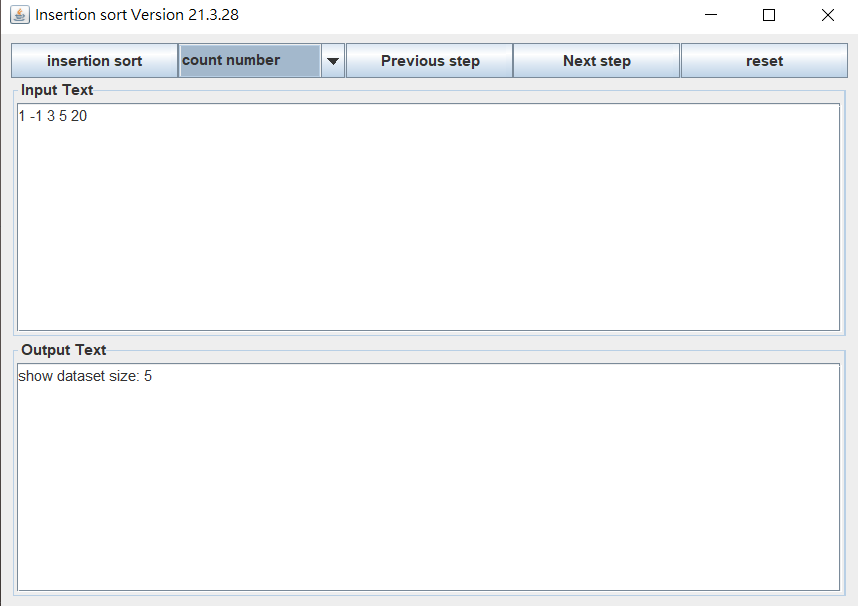 Insertion sort Version 21.3.28
insertion sort count number Previous step Next step reset
Input Text
1 -1 3 5 20
Output Text
show dataset size: 5